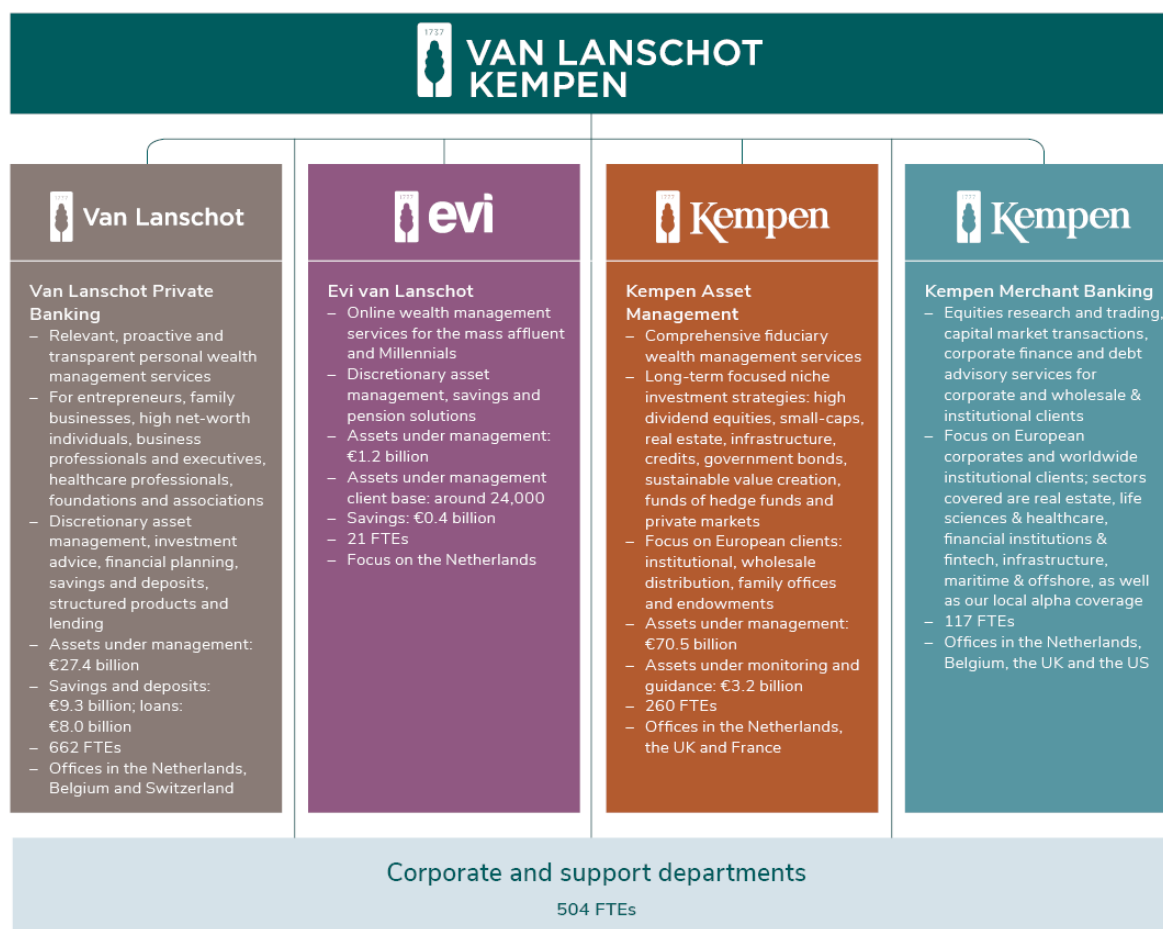 1737
VAN LANSCHOT
KEMPEN
1737
Van Lanschot
Van Lanschot Private
Banking
– Relevant, proactive and
transparent personal wealth
management services
– For entrepreneurs, family
businesses, high net-worth
individuals, business
professionals and executives,
healthcare professionals,
foundations and associations
– Discretionary asset
management, investment
advice, financial planning,
savings and deposits,
structured products and
lending
– Assets under management:
€27.4 billion
– Savings and deposits:
€9.3 billion; loans:
€8.0 billion
– 662 FTEs
– Offices in the Netherlands,
Belgium and Switzerland
1737
evi
Evi van Lanschot
– Online wealth management
services for the mass affluent
and Millennials
– Discretionary asset
management, savings and
pension solutions
– Assets under management:
€1.2 billion
– Assets under management
client base: around 24,000
– Savings: €0.4 billion
– 21 FTEs
– Focus on the Netherlands
1737
Kempen
Kempen Asset
Management
– Comprehensive fiduciary
wealth management services
– Long-term focused niche
investment strategies: high
dividend equities, small-caps,
real estate, infrastructure,
credits, government bonds,
sustainable value creation,
funds of hedge funds and
private markets
– Focus on European clients:
institutional, wholesale
distribution, family offices
and endowments
– Assets under management:
€70.5 billion
– Assets under monitoring and
guidance: €3.2 billion
– 260 FTEs
– Offices in the Netherlands,
the UK and France
1737
Kempen
Kempen Merchant Banking
– Equities research and trading,
capital market transactions,
corporate finance and debt
advisory services for
corporate and wholesale &
institutional clients
– Focus on European
corporates and worldwide
institutional clients; sectors
covered are real estate, life
sciences & healthcare,
financial institutions &
fintech, infrastructure,
maritime & offshore, as well
as our local alpha coverage
– 117 FTEs
– Offices in the Netherlands,
Belgium, the UK and the US
Corporate and support departments
504 FTEs